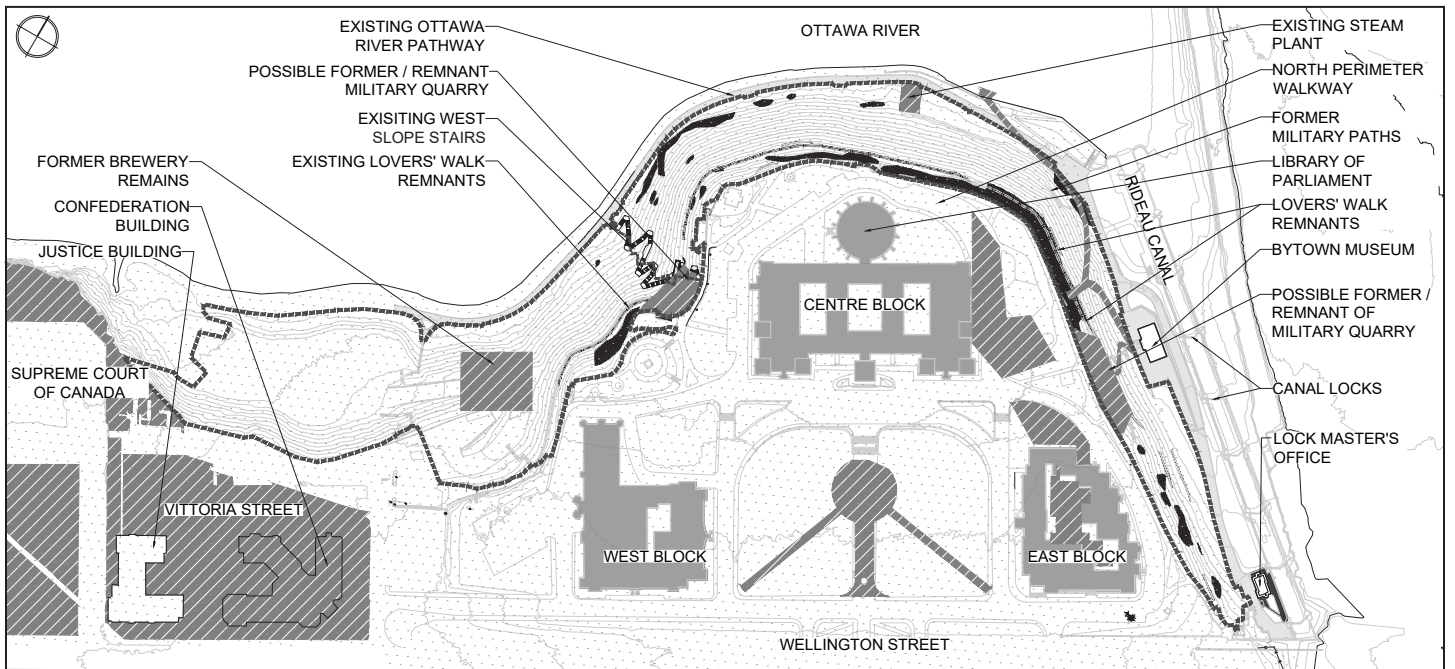 EXISTING OTTAWA
RIVER PATHWAY
POSSIBLE FORMER / REMNANT
MILITARY QUARRY
EXISITING WEST
SLOPE STAIRS
EXISTING LOVERS' WALK
REMNANTS
FORMER BREWERY
REMAINS
CONFEDERATION
BUILDING
JUSTICE BUILDING
SUPREME COURT
OF CANADA
VITTORIA STREET
OTTAWA RIVER
CENTRE BLOCK
WEST BLOCK
EAST BLOCK
WELLINGTON STREET
RIDEAU CANAL
EXISTING STEAM
PLANT
NORTH PERIMETER
WALKWAY
FORMER
MILITARY PATHS
LIBRARY OF
PARLIAMENT
LOVERS' WALK
REMNANTS
BYTOWN MUSEUM
POSSIBLE FORMER /
REMNANT OF
MILITARY QUARRY
CANAL LOCKS
LOCK MASTER'S
OFFICE